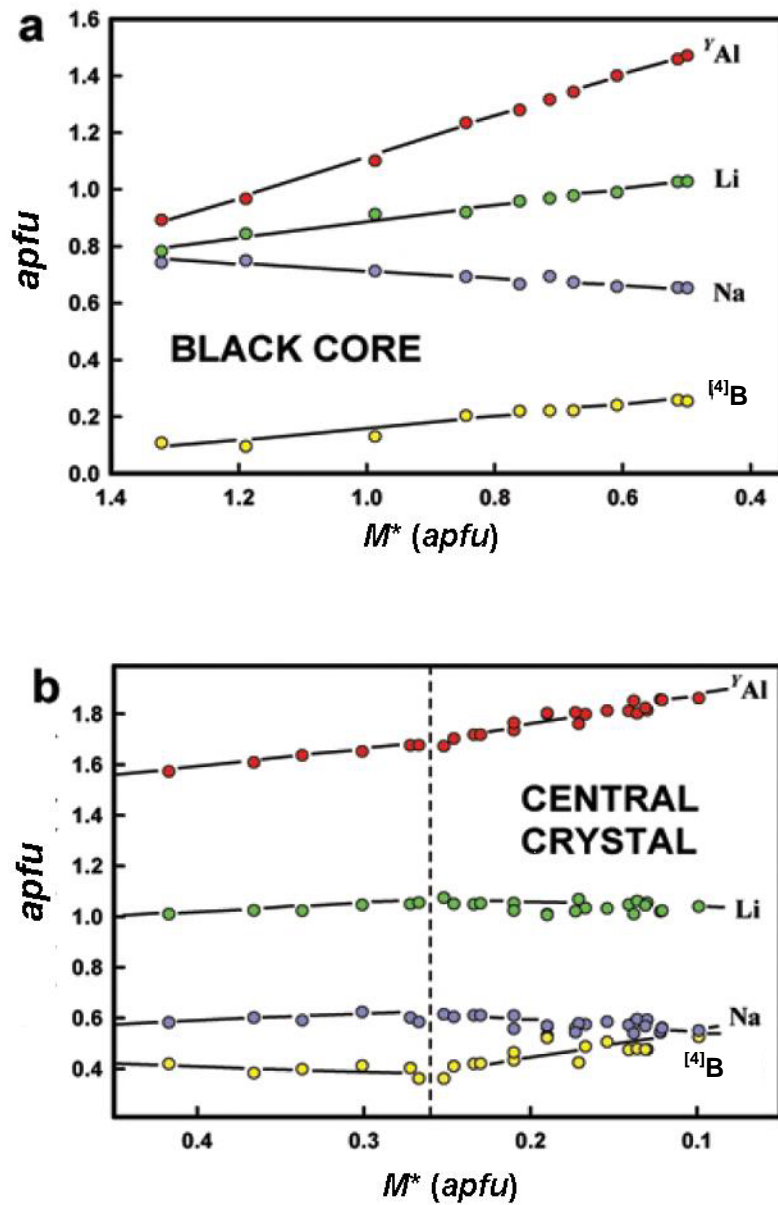 a
1.6
1.4
1.2
1.0
0.8
0.6
0.4
0.2
0.0
apfu
YAl
Li
Na
[4]B
BLACK CORE
1.4 1.2 1.0 0.8 0.6 0.4
M* (apfu)
b
1.8
1.6
1.4
1.2
1.0
0.8
0.6
0.4
apfu
YAl
CENTRAL
CRYSTAL
Li
Na
[4]B
0.4 0.3 0.2 0.1
M* (apfu)